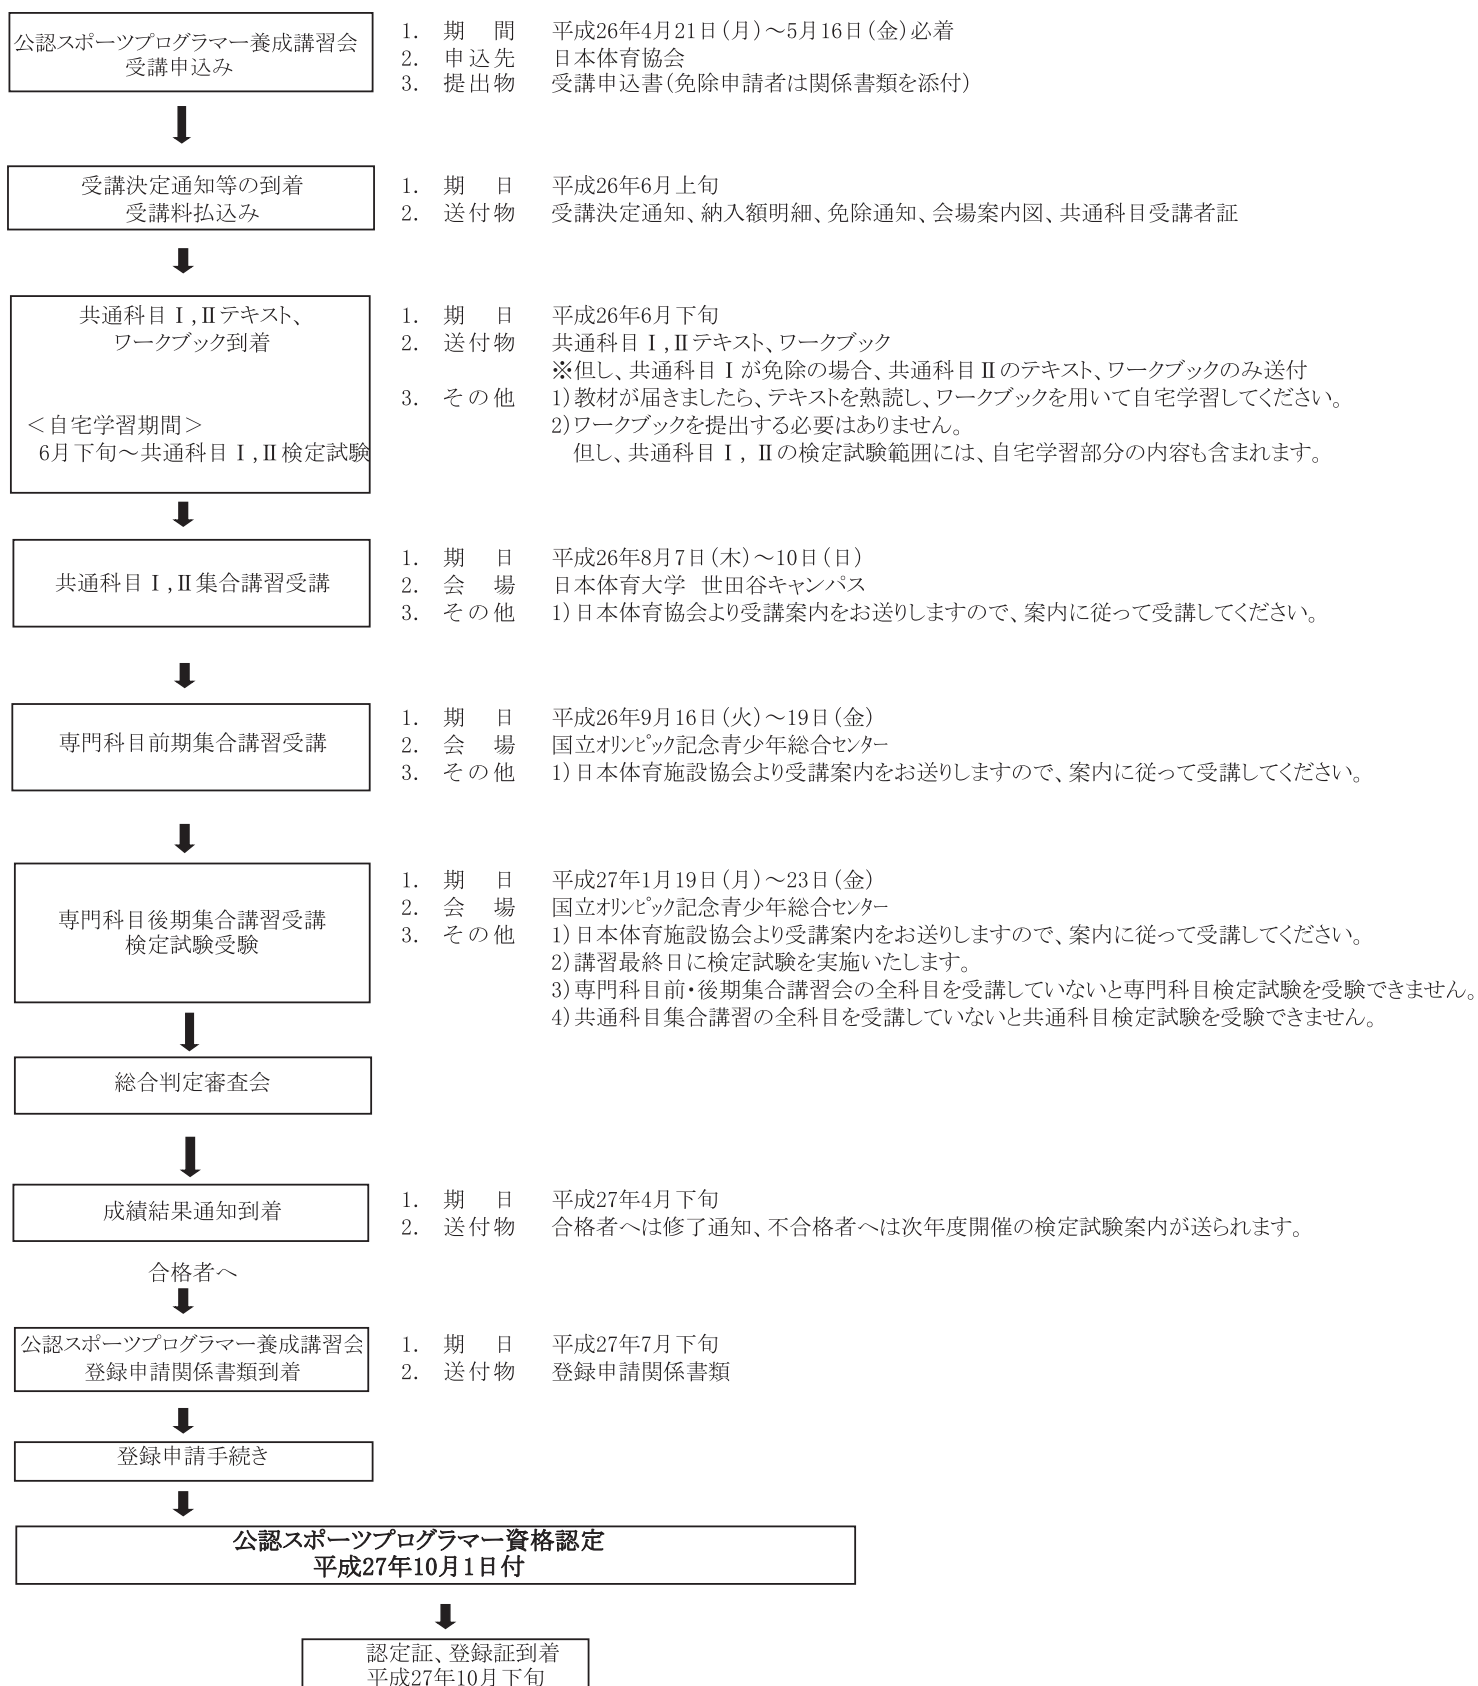 公認スポーツプログラマー養成講習会
受講申込み
1. 期　間 平成26年4月21日(月)～5月16日(金)必着
2. 申込先 日本体育協会
3. 提出物 受講申込書(免除申請者は関係書類を添付)
受講決定通知等の到着
受講料払込み
1. 期　日 平成26年6月上旬
2. 送付物 受講決定通知、納入額明細、免除通知、会場案内図、共通科目受講者証
共通科目Ⅰ,Ⅱテキスト、
ワークブック到着
＜自宅学習期間＞
6月下旬～共通科目Ⅰ,Ⅱ検定試験
1. 期　日 平成26年6月下旬
2. 送付物 共通科目Ⅰ,Ⅱテキスト、ワークブック
※但し、共通科目Ⅰが免除の場合、共通科目Ⅱのテキスト、ワークブックのみ送付
3. その他 1)教材が届きましたら、テキストを熟読し、ワークブックを用いて自宅学習してください。
2)ワークブックを提出する必要はありません。
但し、共通科目Ⅰ, Ⅱの検定試験範囲には、自宅学習部分の内容も含まれます。
共通科目Ⅰ,Ⅱ集合講習受講
1. 期　日 平成26年8月7日(木)～10日(日)
2. 会　場 日本体育大学　世田谷キャンパス
3. その他 1)日本体育協会より受講案内をお送りしますので、案内に従って受講してください。
専門科目前期集合講習受講
1. 期　日 平成26年9月16日(火)～19日(金)
2. 会　場 国立オリンピック記念青少年総合センター
3. その他 1)日本体育施設協会より受講案内をお送りしますので、案内に従って受講してください。
専門科目後期集合講習受講
検定試験受験
1. 期　日 平成27年1月19日(月)～23日(金)
2. 会　場 国立オリンピック記念青少年総合センター
3. その他 1)日本体育施設協会より受講案内をお送りしますので、案内に従って受講してください。
2)講習最終日に検定試験を実施いたします。
3)専門科目前・後期集合講習会の全科目を受講していないと専門科目検定試験を受験できません。
4)共通科目集合講習の全科目を受講していないと共通科目検定試験を受験できません。
総合判定審査会
成績結果通知到着
1. 期　日 平成27年4月下旬
2. 送付物 合格者へは修了通知、不合格者へは次年度開催の検定試験案内が送られます。
合格者へ
公認スポーツプログラマー養成講習会
登録申請関係書類到着
1. 期　日 平成27年7月下旬
2. 送付物 登録申請関係書類
登録申請手続き
公認スポーツプログラマー資格認定
平成27年10月1日付
認定証、登録証到着
平成27年10月下旬